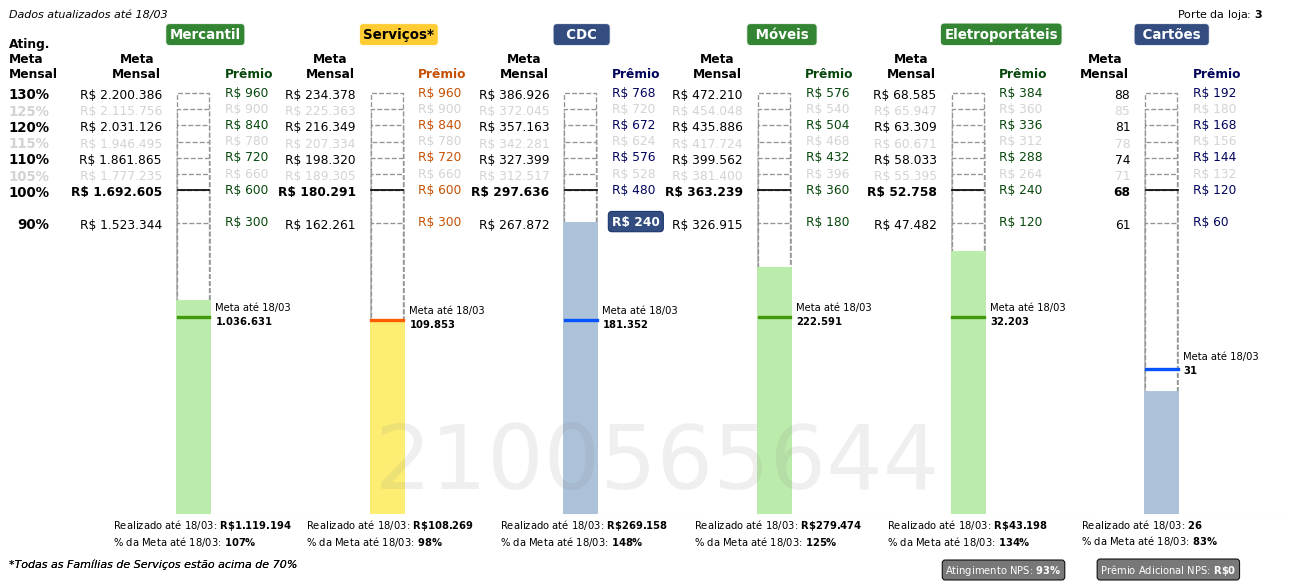 Dados atualizados até 18/03
Porte da loja: 3
Mercantil Serviços* CDC Móveis Eletroportáteis Cartões
Ating. Meta Mensal
Meta Mensal Prêmio Meta Mensal Prêmio Meta Mensal Prêmio Meta Mensal Prêmio Meta Mensal Prêmio Meta Mensal Prêmio
130% R$ 2.200.386 R$ 960 R$ 234.378 R$ 960 R$ 386.926 R$ 768 R$ 472.210 R$ 576 R$ 68.585 R$ 384 88 R$ 192
125% R$ 2.115.756 R$ 900 R$ 225.363 R$ 900 R$ 372.045 R$ 720 R$ 454.048 R$ 540 R$ 65.947 R$ 360 85 R$ 180
120% R$ 2.031.126 R$ 840 R$ 216.349 R$ 840 R$ 357.163 R$ 672 R$ 435.886 R$ 504 R$ 63.309 R$ 336 81 R$ 168
115% R$ 1.946.495 R$ 780 R$ 207.334 R$ 780 R$ 342.281 R$ 624 R$ 417.724 R$ 468 R$ 60.671 R$ 312 78 R$ 156
110% R$ 1.861.865 R$ 720 R$ 198.320 R$ 720 R$ 327.399 R$ 576 R$ 399.562 R$ 432 R$ 58.033 R$ 288 74 R$ 144
105% R$ 1.777.235 R$ 660 R$ 189.305 R$ 660 R$ 312.517 R$ 528 R$ 381.400 R$ 396 R$ 55.395 R$ 264 71 R$ 132
100% R$ 1.692.605 R$ 600 R$ 180.291 R$ 600 R$ 297.636 R$ 480 R$ 363.239 R$ 360 R$ 52.758 R$ 240 68 R$ 120
90% R$ 1.523.344 R$ 300 R$ 162.261 R$ 300 R$ 267.872 R$ 240 R$ 326.915 R$ 180 R$ 47.482 R$ 120 61 R$ 60
Meta até 18/03 Meta até 18/03 Meta até 18/03 Meta até 18/03 Meta até 18/03
1.036.631 109.853 181.352 222.591 32.203
Meta até 18/03
31
2100565644
Realizado até 18/03: R$1.119.194 Realizado até 18/03: R$108.269 Realizado até 18/03: R$269.158 Realizado até 18/03: R$279.474 Realizado até 18/03: R$43.198 Realizado até 18/03: 26
% da Meta até 18/03: 107% % da Meta até 18/03: 98% % da Meta até 18/03: 148% % da Meta até 18/03: 125% % da Meta até 18/03: 134% % da Meta até 18/03: 83%
*Todas as Famílias de Serviços estão acima de 70%
Atingimento NPS: 93% Prêmio Adicional NPS: R$0